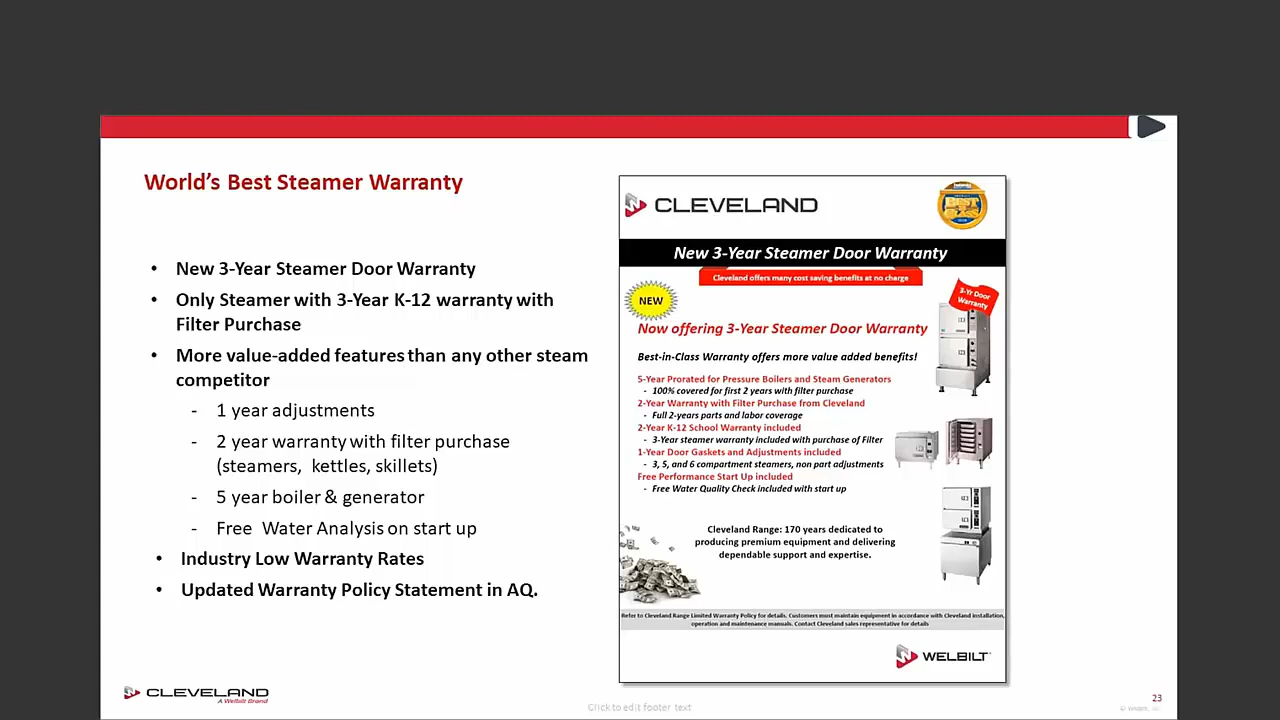 World's Best Steamer Warranty
• New 3-Year Steamer Door Warranty
• Only Steamer with 3-Year K-12 warranty with
Filter Purchase
• More value-added features than any other steam
competitor
- 1 year adjustments
- 2 year warranty with filter purchase
(steamers, kettles, skillets)
- 5 year boiler & generator
- Free Water Analysis on start up
• Industry Low Warranty Rates
• Updated Warranty Policy Statement in AQ.
CLEVELAND
BEST
New 3-Year Steamer Door Warranty
Cleveland offers many cost saving benefits at no charge
NEW
3-Yr Door
Warranty
Now offering 3-Year Steamer Door Warranty
Best-in-Class Warranty offers more value added benefits!
5-Year Prorated for Pressure Boilers and Steam Generators
- 100% covered for first 2 years with filter purchase
2-Year Warranty with Filter Purchase from Cleveland
- Full 2-years parts and labor coverage
2-Year K-12 School Warranty included
- 3-Year steamer warranty included with purchase of Filter
1-Year Door Gaskets and Adjustments included
- 3, 5, and 6 compartment steamers, non part adjustments
Free Performance Start Up included
- Free Water Quality Check included with start up
Cleveland Range: 170 years dedicated to
producing premium equipment and delivering
dependable support and expertise.
Refer to Cleveland Range Limited Warranty Policy for details. Customers must maintain equipment in accordance with Cleveland installation,
operation and maintenance manuals. Contact Cleveland sales representative for details
WELBILT
CLEVELAND
A Welbilt Brand
Click to edit footer text
23